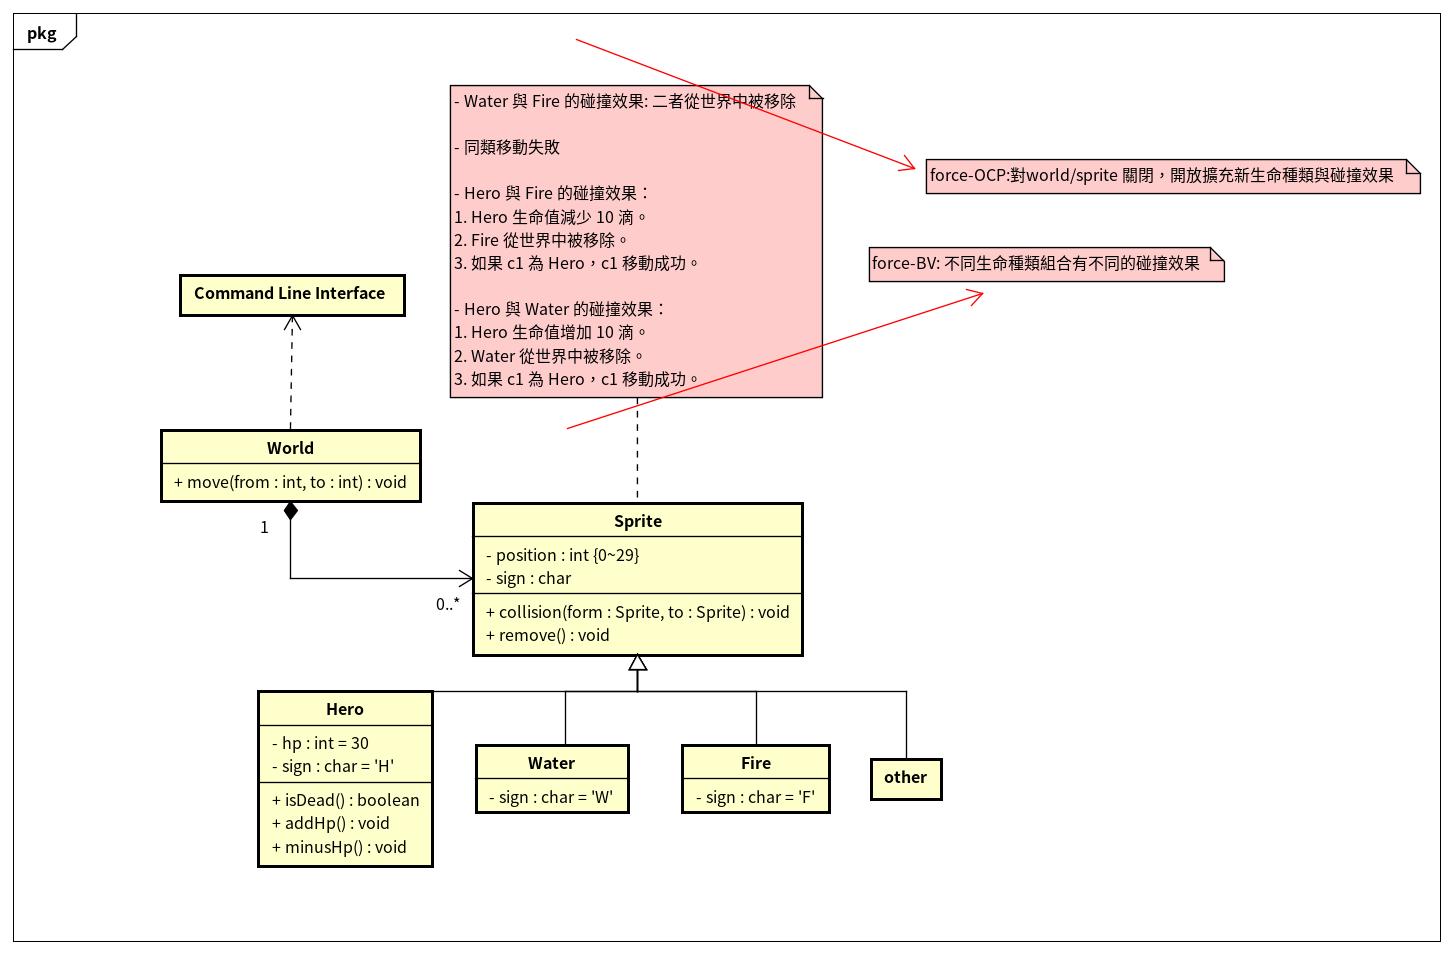 pkg
- Water 與 Fire 的碰撞效果: 二者從世界中被移除
- 同類移動失敗
- Hero 與 Fire 的碰撞效果：
1. Hero 生命值減少 10 滴。
2. Fire 從世界中被移除。
3. 如果 c1 為 Hero，c1 移動成功。
- Hero 與 Water 的碰撞效果：
1. Hero 生命值增加 10 滴。
2. Water 從世界中被移除。
3. 如果 c1 為 Hero，c1 移動成功。
force-OCP:對world/sprite 關閉，開放擴充新生命種類與碰撞效果
force-BV: 不同生命種類組合有不同的碰撞效果
Command Line Interface
World
+ move(from : int, to : int) : void
1
0..*
Sprite
- position : int {0~29}
- sign : char
+ collision(form : Sprite, to : Sprite) : void
+ remove() : void
Hero
- hp : int = 30
- sign : char = 'H'
+ isDead() : boolean
+ addHp() : void
+ minusHp() : void
Water
- sign : char = 'W'
Fire
- sign : char = 'F'
other